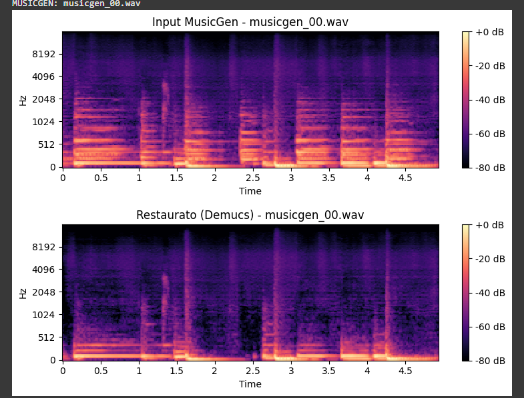 MUSICGEN: musicgen_00.wav
Input MusicGen - musicgen_00.wav
+0 dB
8192
-20 dB
4096
2048
-40 dB
Hz
1024
-60 dB
512
0
-80 dB
0 0.5 1 1.5 2 2.5 3 3.5 4 4.5
Time
Restaurato (Demucs) - musicgen_00.wav
+0 dB
8192
-20 dB
4096
2048
-40 dB
Hz
1024
-60 dB
512
0
-80 dB
0 0.5 1 1.5 2 2.5 3 3.5 4 4.5
Time